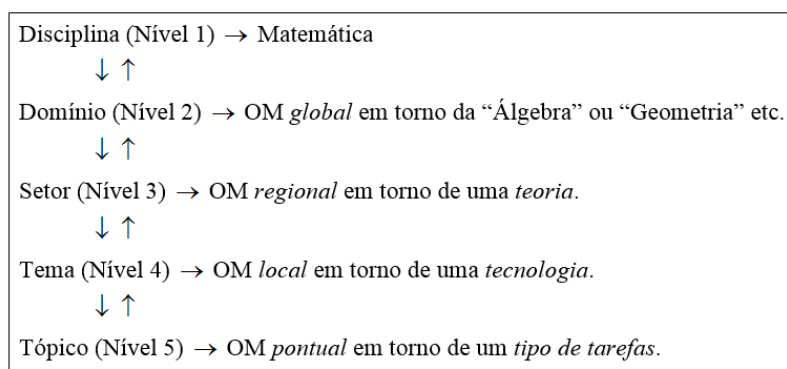 Disciplina (Nível 1) → Matemática
↓ ↑
Domínio (Nível 2) → OM global em torno da “Álgebra” ou “Geometria” etc.
↓ ↑
Setor (Nível 3) → OM regional em torno de uma teoria.
↓ ↑
Tema (Nível 4) → OM local em torno de uma tecnologia.
↓ ↑
Tópico (Nível 5) → OM pontual em torno de um tipo de tarefas.